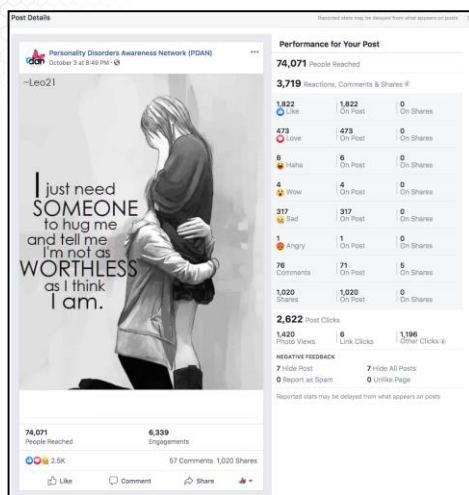 Post Details
Reported stats may be delayed from what appears on posts
Personality Disorders Awareness Network (PDAN)
October 3 at 8:49 PM
~Leo21
I just need
SOMEONE
to hug me
and tell me
I'm not as
WORTHLESS
as I think
I am.
74,071 6,339
People Reached Engagements
2.5K 57 Comments 1,020 Shares
Like Comment Share
Performance for Your Post
74,071 People Reached
3,719 Reactions, Comments & Shares
1,822 1,822 0
Like On Post On Shares
473 473 0
Love On Post On Shares
6 6 0
Haha On Post On Shares
4 4 0
Wow On Post On Shares
317 317 0
Sad On Post On Shares
1 1 0
Angry On Post On Shares
76 71 5
Comments On Post On Shares
1,020 1,020 0
Shares On Post On Shares
2,622 Post Clicks
1,420 6 1,196
Photo Views Link Clicks Other Clicks
NEGATIVE FEEDBACK
7 Hide Post 7 Hide All Posts
0 Report as Spam 0 Unlike Page
Reported stats may be delayed from what appears on posts